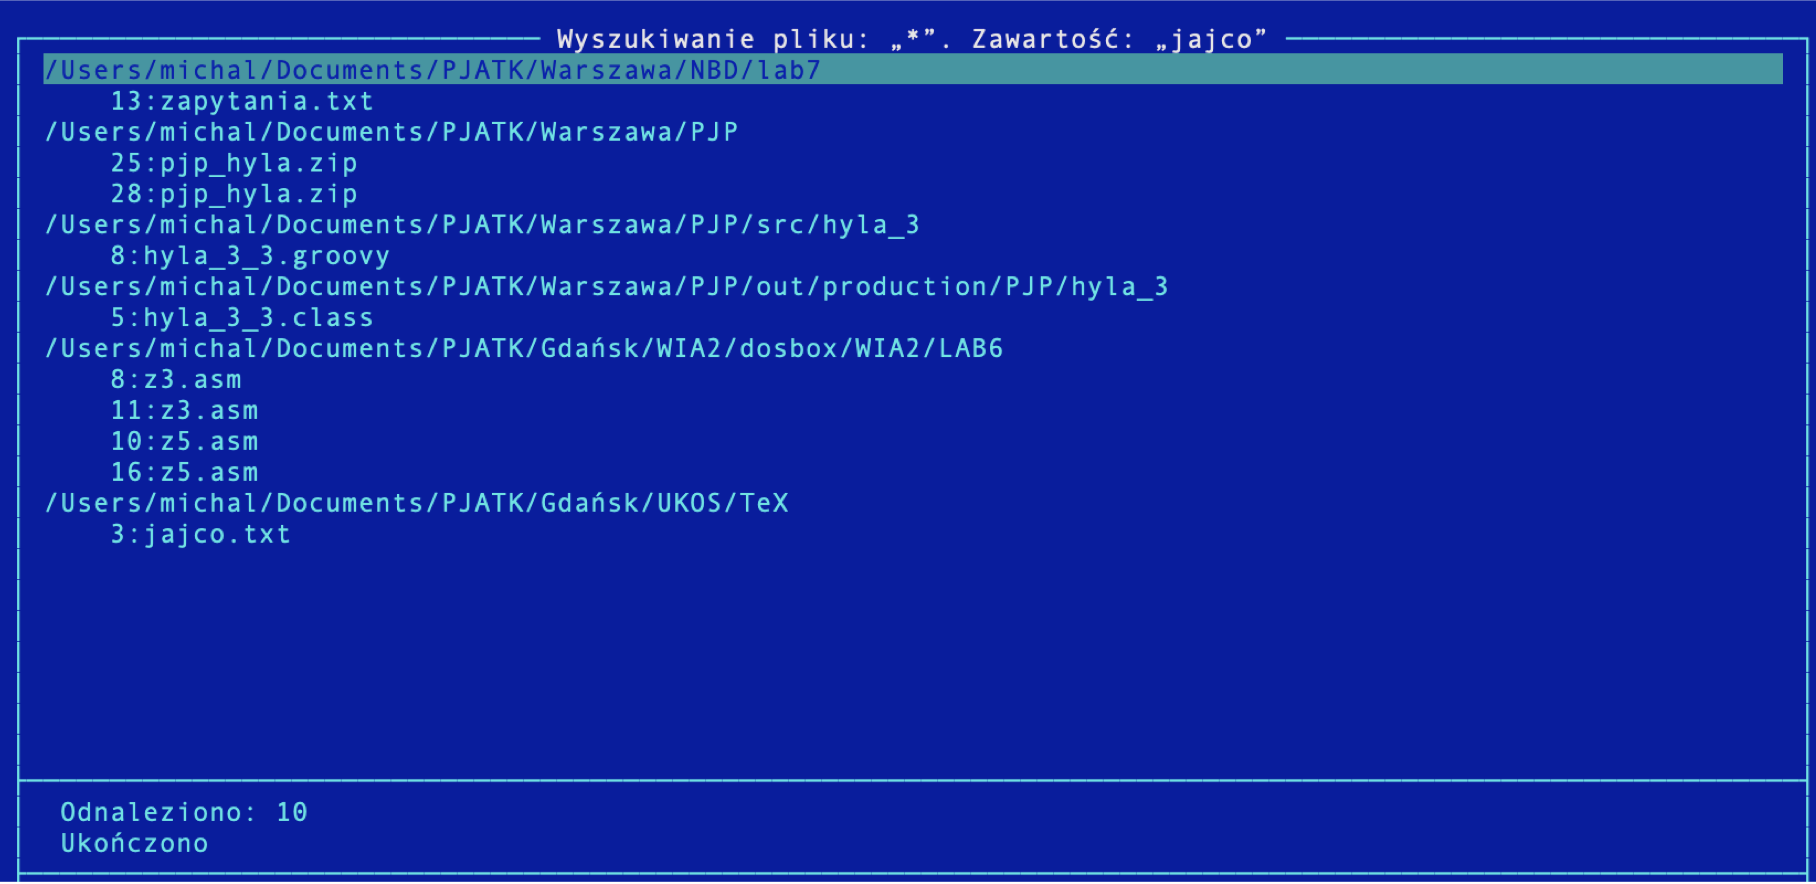 Wyszukiwanie pliku: „*”. Zawartość: „jajco”
/Users/michal/Documents/PJATK/Warszawa/NBD/lab7
13:zapytania.txt
/Users/michal/Documents/PJATK/Warszawa/PJP
25:pjp_hyla.zip
28:pjp_hyla.zip
/Users/michal/Documents/PJATK/Warszawa/PJP/src/hyla_3
8:hyla_3_3.groovy
/Users/michal/Documents/PJATK/Warszawa/PJP/out/production/PJP/hyla_3
5:hyla_3_3.class
/Users/michal/Documents/PJATK/Gdańsk/WIA2/dosbox/WIA2/LAB6
8:z3.asm
11:z3.asm
10:z5.asm
16:z5.asm
/Users/michal/Documents/PJATK/Gdańsk/UKOS/TeX
3:jajco.txt
Odnaleziono: 10
Ukończono